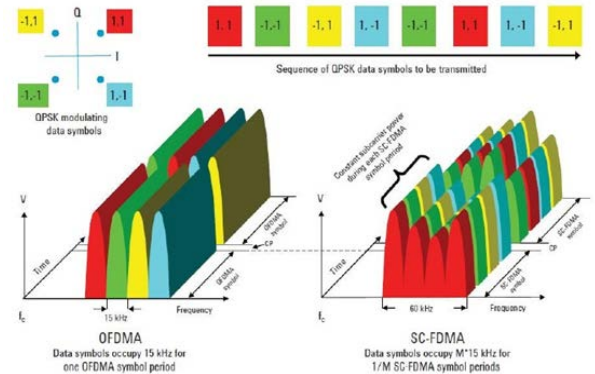 Q
-1,1
1,1
I
-1,-1
1,-1
QPSK modulating
data symbols
1, 1
-1,-1
-1, 1
1, -1
-1,-1
1, 1
1, -1
-1, 1
Sequence of QPSK data symbols to be transmitted
V
Time
OFDMA
symbol
CP
OFDMA
symbol
fc
15 kHz
Frequency
OFDMA
Data symbols occupy 15 kHz for
one OFDMA symbol period
Constant subcarrier power
during each SC-FDMA
symbol period
V
Time
SC-FDMA
symbol
CP
SC-FDMA
symbol
fc
60 kHz
Frequency
SC-FDMA
Data symbols occupy M*15 kHz for
1/M SC-FDMA symbol periods